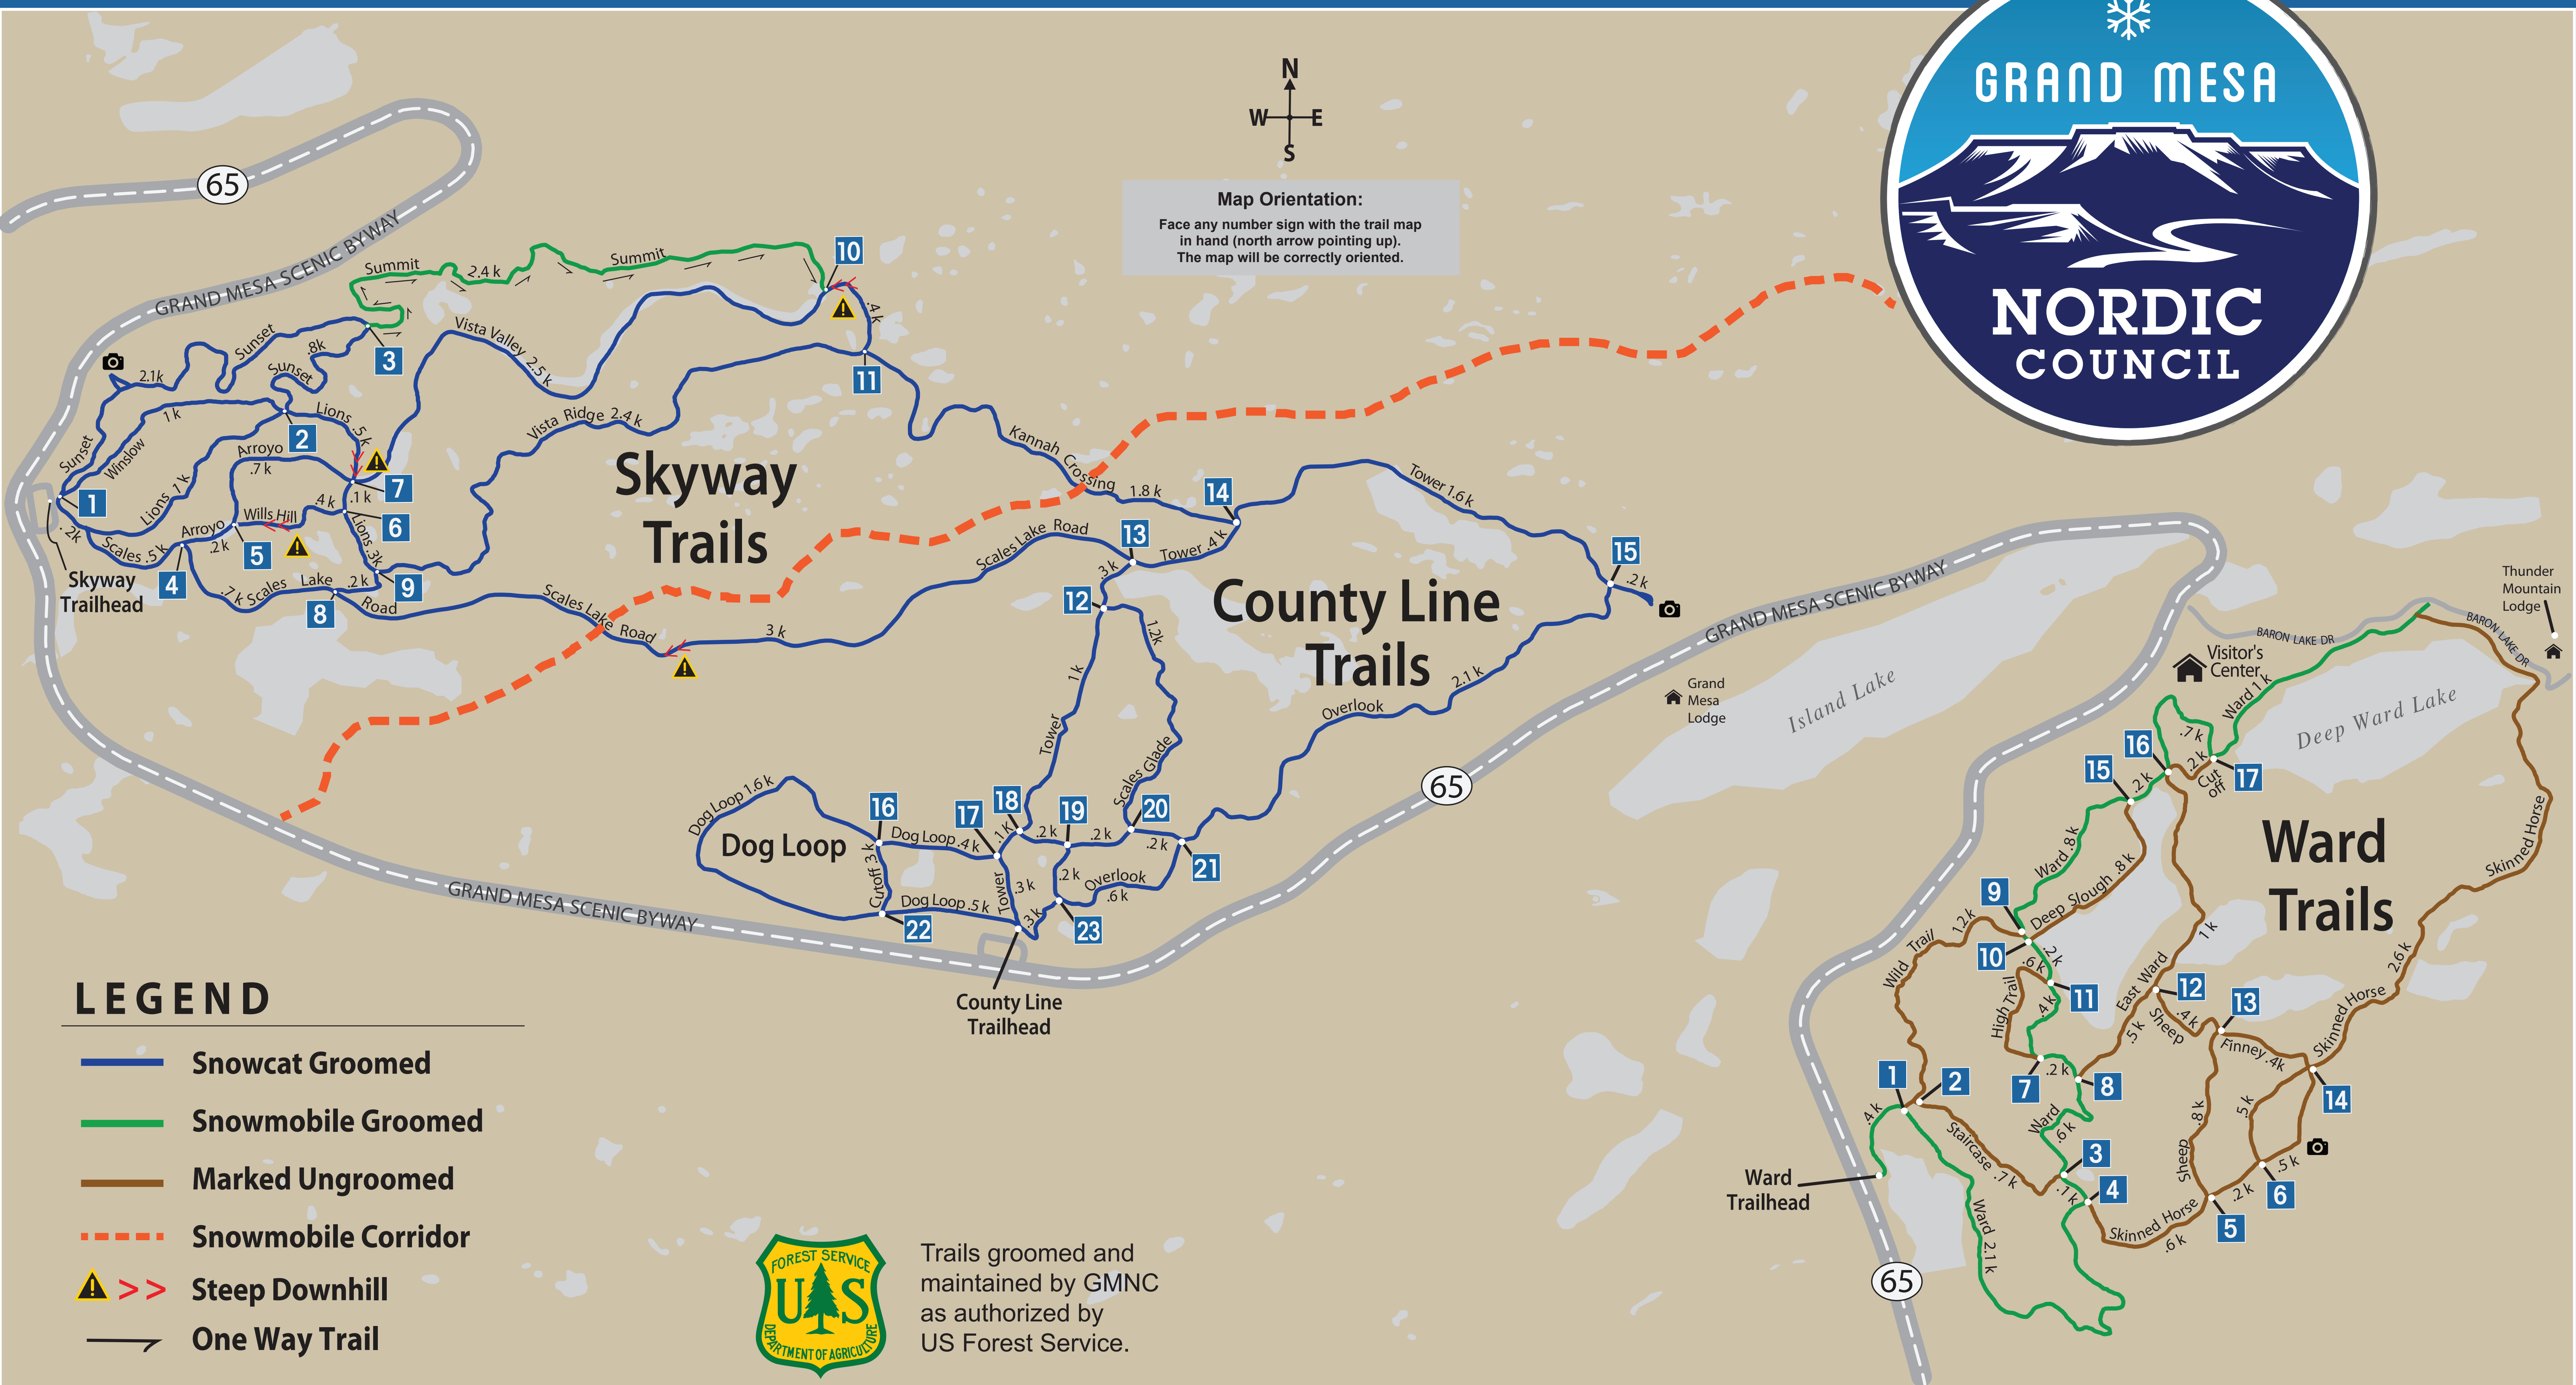 GRAND MESA
NORDIC
COUNCIL
N
W E
S
Map Orientation:
Face any number sign with the trail map
in hand (north arrow pointing up).
The map will be correctly oriented.
65
GRAND MESA SCENIC BYWAY
Summit
2.4 k
Summit
10
.4 k
11
3
Sunset
.8k
Sunset
2.1k
Vista Valley 2.5 k
1 k
Winslow
Sunset
Lions
.5 k
2
Arroyo
.7 k
Vista Ridge 2.4 k
7
.1 k
.4 k
Wills Hill
6
Lions 1 k
1
.2k
Scales .5 k
Arroyo
.2 k
5
4
Lions .3k
9
.2 k
.7 k Scales Lake Road
8
Skyway
Trailhead
Skyway
Trails
Kannah Crossing
1.8 k
14
13
Tower .4 k
.3k
12
Scales Lake Road
Scales Lake Road
3 k
Tower 1.6 k
15
.2 k
County Line
Trails
1.2k
1 k
Tower
Scales Glade
2.1 k
Overlook
Dog Loop 1.6 k
Dog Loop
16
Dog Loop .4 k
17
18
.1 K
.2 k
19
.2 k
20
.2 k
21
Cutoff .3 k
Dog Loop .5 k
22
Tower
.3 k
.3k
.2 k
Overlook
.6 k
23
65
GRAND MESA SCENIC BYWAY
County Line
Trailhead
GRAND MESA SCENIC BYWAY
Grand
Mesa
Lodge
Island Lake
Thunder
Mountain
Lodge
BARON LAKE DR
BARON LAKE DR
Visitor's
Center
Ward 1 k
Deep Ward Lake
.7 k
16
.2 k
Cut
off
17
15
.2 k
Ward .8 k
Deep Slough .8 k
9
10
.2 k
.6 k
High Trail
11
.4 k
Wild Trail 1.2k
Ward
Trails
Skinned Horse
2.6 k
Skinned Horse
1 k
East Ward
.5 k
12
Sheep
.4 k
13
Finney .4k
14
7
.2 k
8
Ward
.6 k
1
2
.4 k
Staircase .7 k
3
.1k
4
Sheep .8 k
.5 k
.5 k
6
.2 k
5
Skinned Horse
.6 k
Ward
Trailhead
Ward 2.1 k
65
LEGEND
Snowcat Groomed
Snowmobile Groomed
Marked Ungroomed
Snowmobile Corridor
>> Steep Downhill
One Way Trail
FOREST SERVICE
U S
DEPARTMENT OF AGRICULTURE
Trails groomed and
maintained by GMNC
as authorized by
US Forest Service.